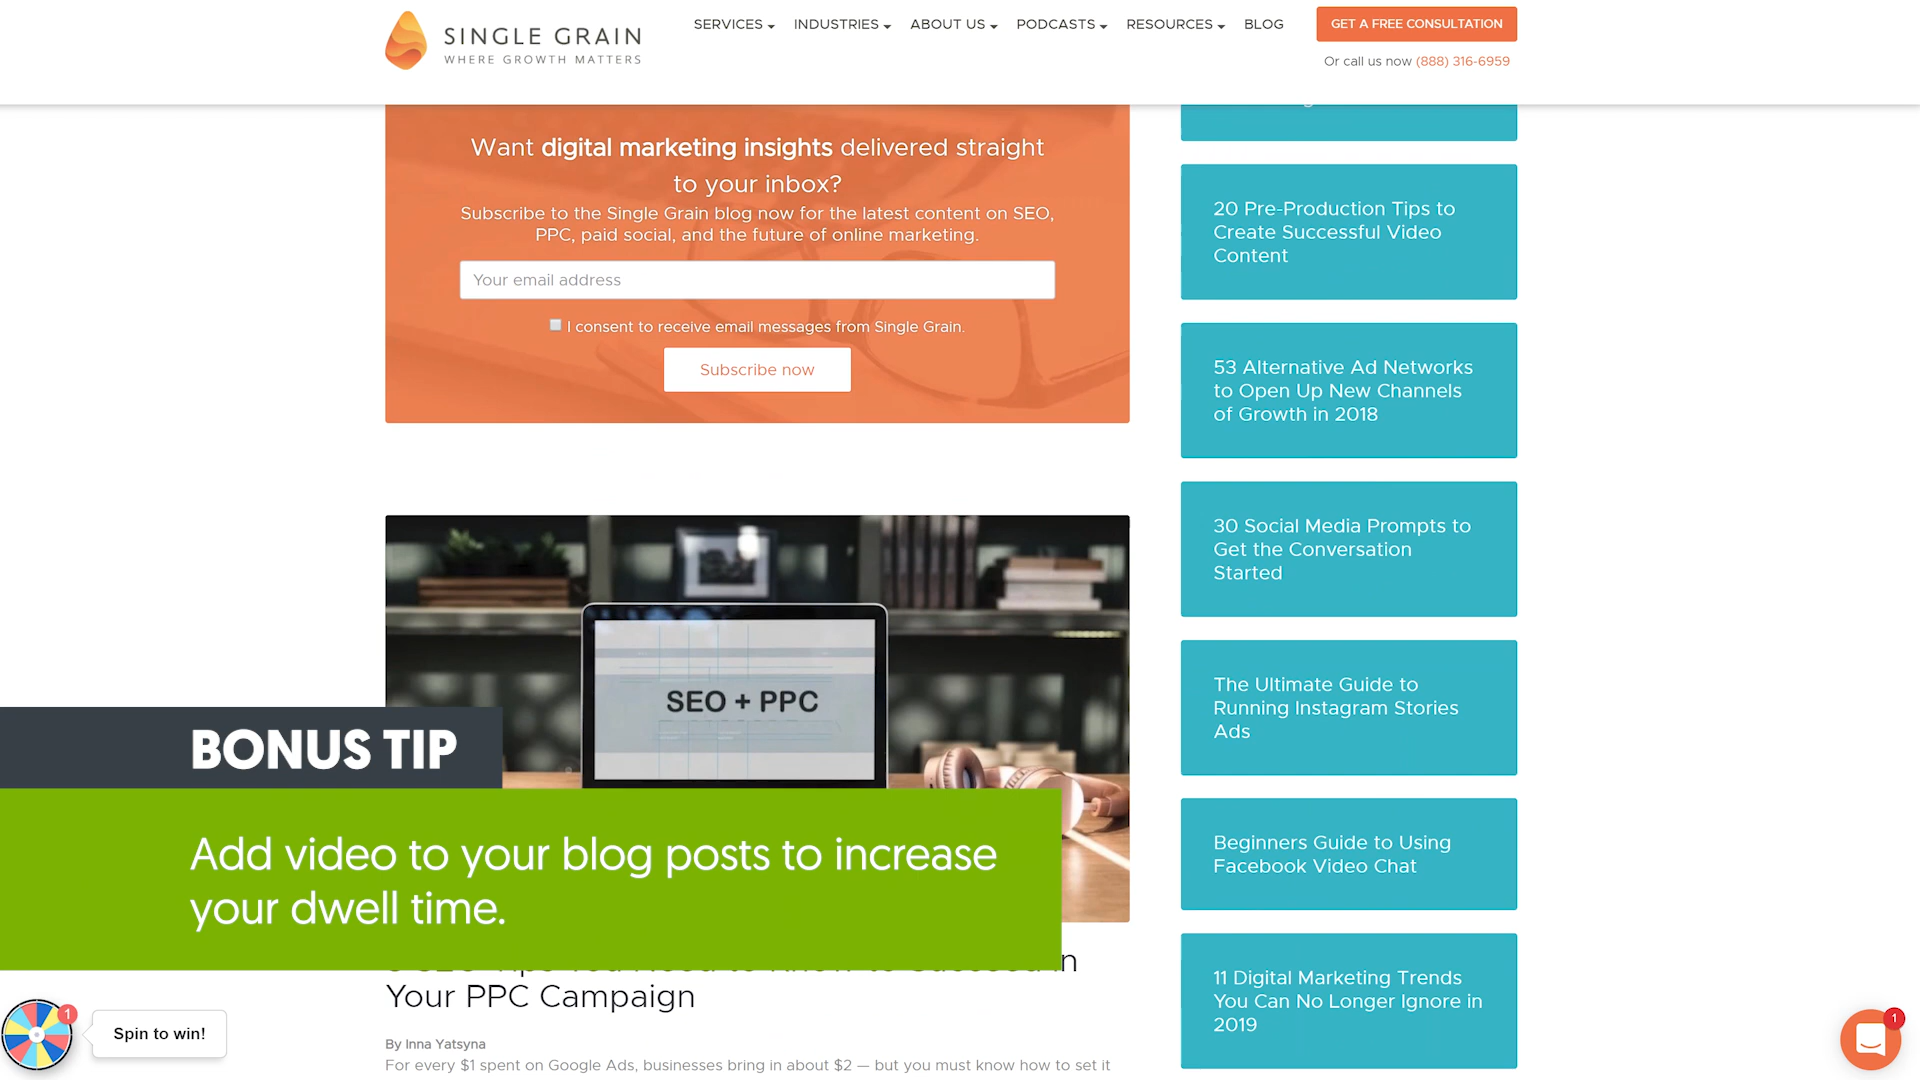 SINGLE GRAIN
WHERE GROWTH MATTERS
SERVICES
INDUSTRIES
ABOUT US
PODCASTS
RESOURCES
BLOG
GET A FREE CONSULTATION
Or call us now (888) 316-6959
Want digital marketing insights delivered straight
to your inbox?
Subscribe to the Single Grain blog now for the latest content on SEO,
PPC, paid social, and the future of online marketing.
Your email address
I consent to receive email messages from Single Grain.
Subscribe now
SEO + PPC
BONUS TIP
Add video to your blog posts to increase
your dwell time.
Your PPC Campaign
By Inna Yatsyna
For every $1 spent on Google Ads, businesses bring in about $2 — but you must know how to set it
20 Pre-Production Tips to
Create Successful Video
Content
53 Alternative Ad Networks
to Open Up New Channels
of Growth in 2018
30 Social Media Prompts to
Get the Conversation
Started
The Ultimate Guide to
Running Instagram Stories
Ads
Beginners Guide to Using
Facebook Video Chat
11 Digital Marketing Trends
You Can No Longer Ignore in
2019
1
Spin to win!
1